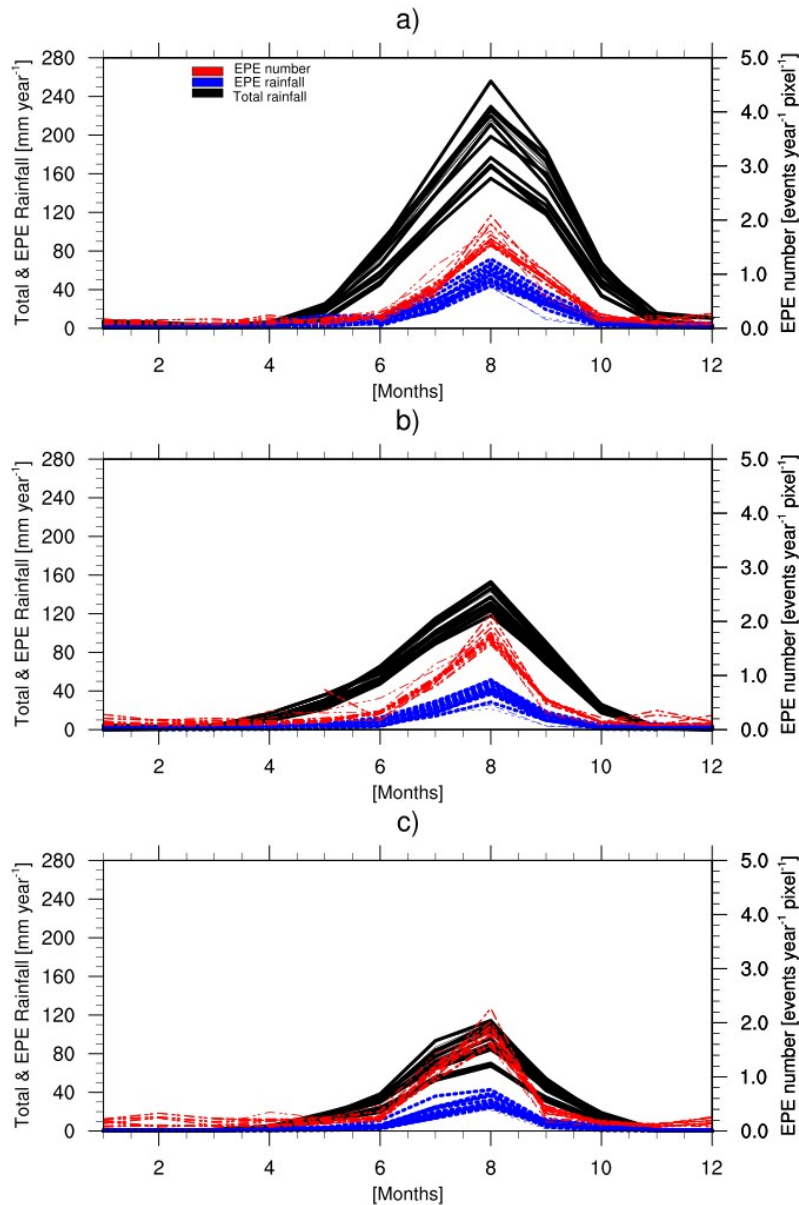 a)
280
240
200
160
120
80
40
0
Total & EPE Rainfall [mm year-1]
EPE number
EPE rainfall
Total rainfall
5.0
4.0
3.0
2.0
1.0
0.0
EPE number [events year-1 pixel-1]
2 4 6 8 10 12
[Months]
b)
280
240
200
160
120
80
40
0
Total & EPE Rainfall [mm year-1]
5.0
4.0
3.0
2.0
1.0
0.0
EPE number [events year-1 pixel-1]
2 4 6 8 10 12
[Months]
c)
280
240
200
160
120
80
40
0
Total & EPE Rainfall [mm year-1]
5.0
4.0
3.0
2.0
1.0
0.0
EPE number [events year-1 pixel-1]
2 4 6 8 10 12
[Months]